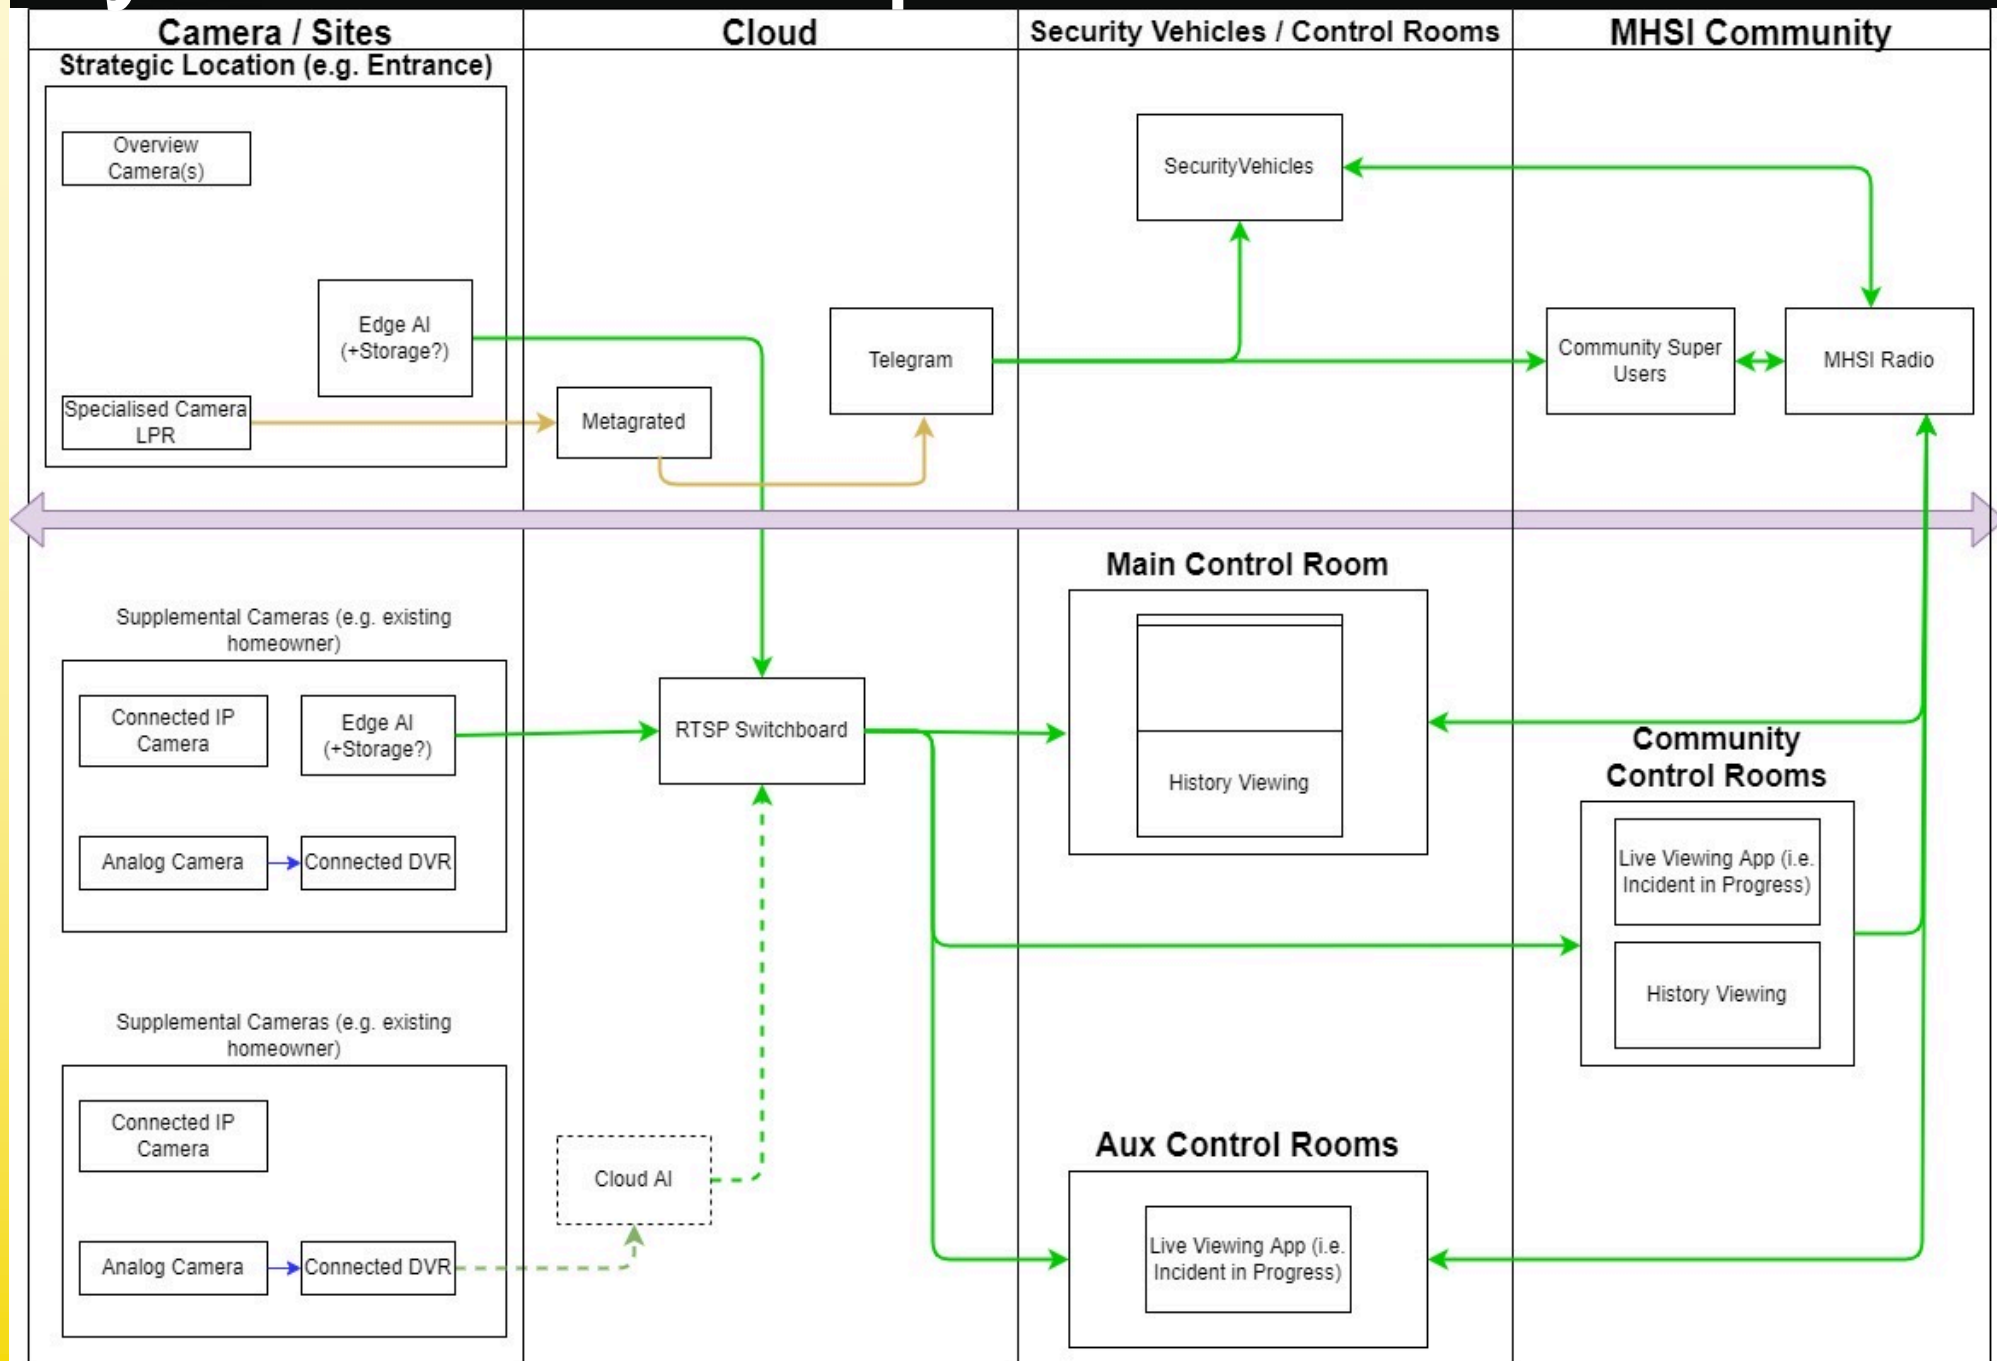 Camera / Sites
Cloud
Security Vehicles / Control Rooms
MHSI Community
Strategic Location (e.g. Entrance)
Overview
Camera(s)
Edge AI
(+Storage?)
Specialised Camera
LPR
Metagrated
Telegram
SecurityVehicles
Community Super
Users
MHSI Radio
Supplemental Cameras (e.g. existing
homeowner)
Connected IP
Camera
Edge AI
(+Storage?)
Analog Camera
Connected DVR
RTSP Switchboard
Main Control Room
History Viewing
Community
Control Rooms
Live Viewing App (i.e.
Incident in Progress)
History Viewing
Supplemental Cameras (e.g. existing
homeowner)
Connected IP
Camera
Analog Camera
Connected DVR
Cloud AI
Aux Control Rooms
Live Viewing App (i.e.
Incident in Progress)